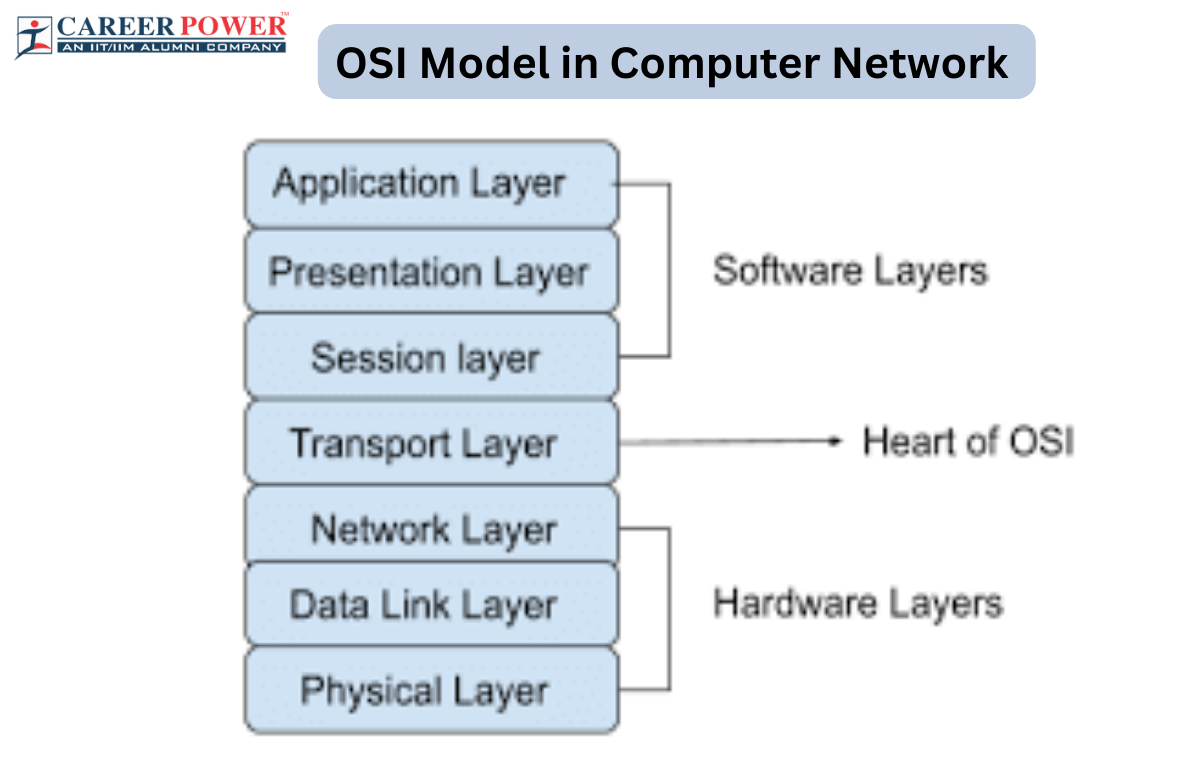 CAREER POWER™
AN IIT/IIM ALUMNI COMPANY
OSI Model in Computer Network
Application Layer
Presentation Layer
Software Layers
Session layer
Transport Layer
Heart of OSI
Network Layer
Data Link Layer
Hardware Layers
Physical Layer